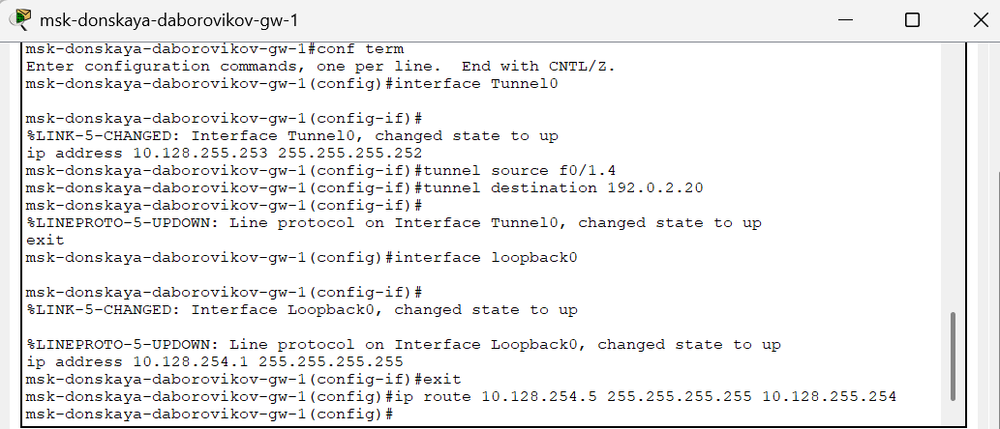 msk-donskaya-daborovikov-gw-1
msk-donskaya-daborovikov-gw-1#conf term
Enter configuration commands, one per line.  End with CNTL/Z.
msk-donskaya-daborovikov-gw-1(config)#interface Tunnel0
msk-donskaya-daborovikov-gw-1(config-if)#
%LINK-5-CHANGED: Interface Tunnel0, changed state to up
ip address 10.128.255.253 255.255.255.252
msk-donskaya-daborovikov-gw-1(config-if)#tunnel source f0/1.4
msk-donskaya-daborovikov-gw-1(config-if)#tunnel destination 192.0.2.20
msk-donskaya-daborovikov-gw-1(config-if)#
%LINEPROTO-5-UPDOWN: Line protocol on Interface Tunnel0, changed state to up
exit
msk-donskaya-daborovikov-gw-1(config)#interface loopback0
msk-donskaya-daborovikov-gw-1(config-if)#
%LINK-5-CHANGED: Interface Loopback0, changed state to up
%LINEPROTO-5-UPDOWN: Line protocol on Interface Loopback0, changed state to up
ip address 10.128.254.1 255.255.255.255
msk-donskaya-daborovikov-gw-1(config-if)#exit
msk-donskaya-daborovikov-gw-1(config)#ip route 10.128.254.5 255.255.255.255 10.128.255.254
msk-donskaya-daborovikov-gw-1(config)#